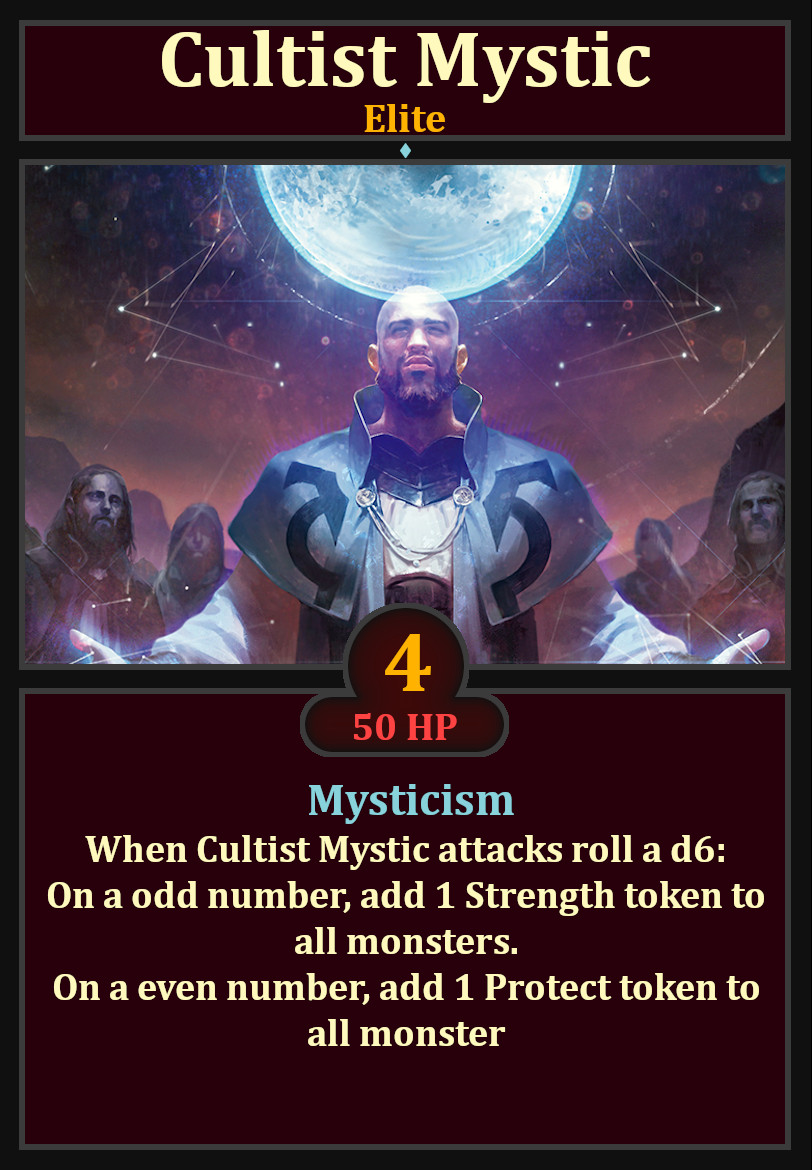 Cultist Mystic
Elite
4
50 HP
Mysticism
When Cultist Mystic attacks roll a d6:
On a odd number, add 1 Strength token to
all monsters.
On a even number, add 1 Protect token to
all monster